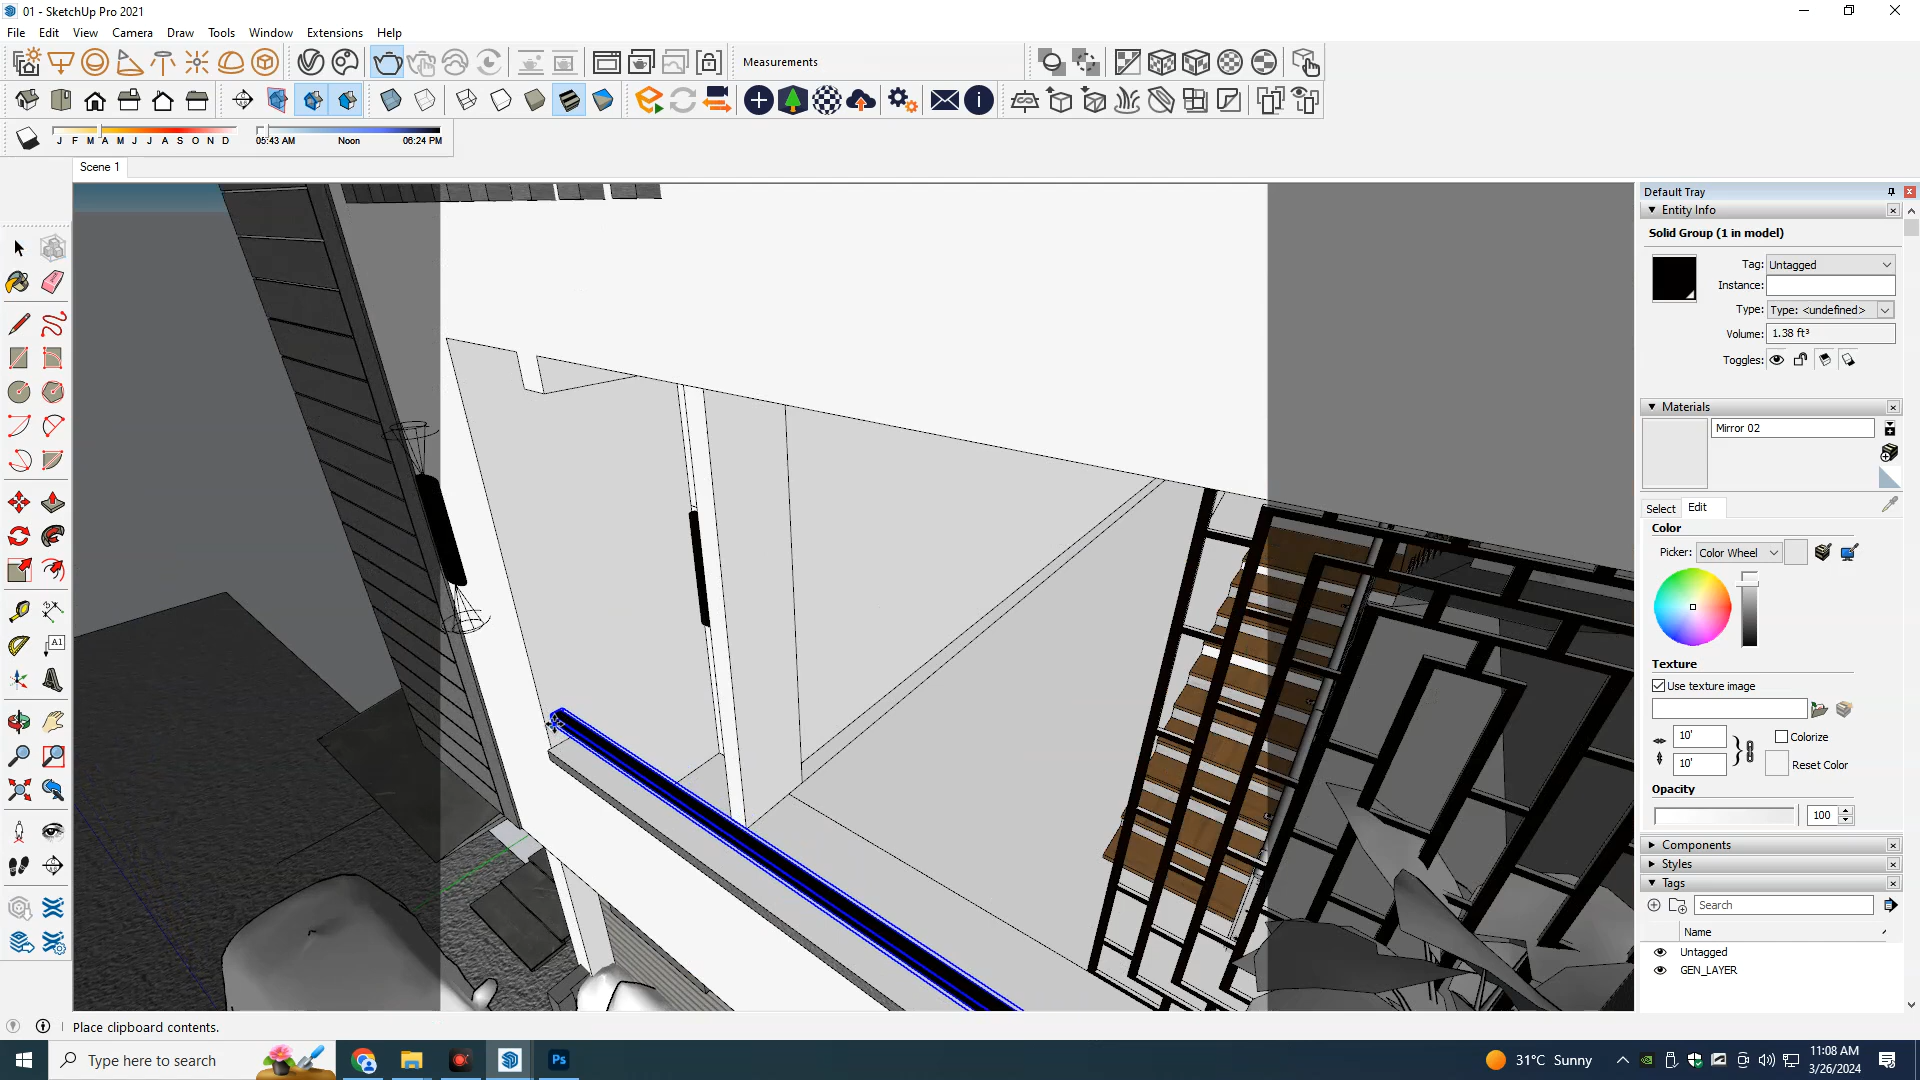 01 - SketchUp Pro 2021
File Edit View Camera Draw Tools Window Extensions Help
Measurements
J F M A M J J A S O N D 05:43 AM Noon 06:24 PM
Scene 1
Default Tray
Entity Info
Solid Group (1 in model)
Tag: Untagged
Instance:
Type: Type: <undefined>
Volume: 1.38 ft³
Toggles:
Materials
Mirror 02
Select Edit
Color
Picker: Color Wheel
Texture
Use texture image
10' Colorize
10' Reset Color
Opacity
100
Components
Styles
Tags
Search
Name
Untagged
GEN_LAYER
A1
Place clipboard contents.
Type here to search
Ps
31°C Sunny
11:08 AM
3/26/2024